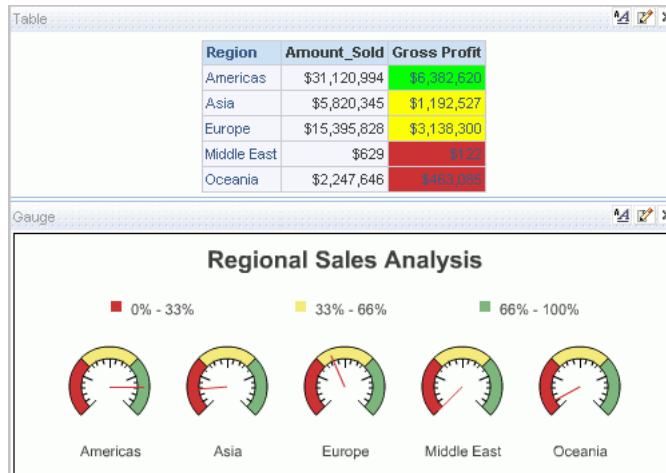 Table
Region Amount_Sold Gross Profit
Americas $31,120,994 $6,382,620
Asia $5,820,345 $1,192,527
Europe $15,395,828 $3,138,300
Middle East $629 $122
Oceania $2,247,646 $463,085
Gauge
Regional Sales Analysis
0% - 33% 33% - 66% 66% - 100%
Americas Asia Europe Middle East Oceania